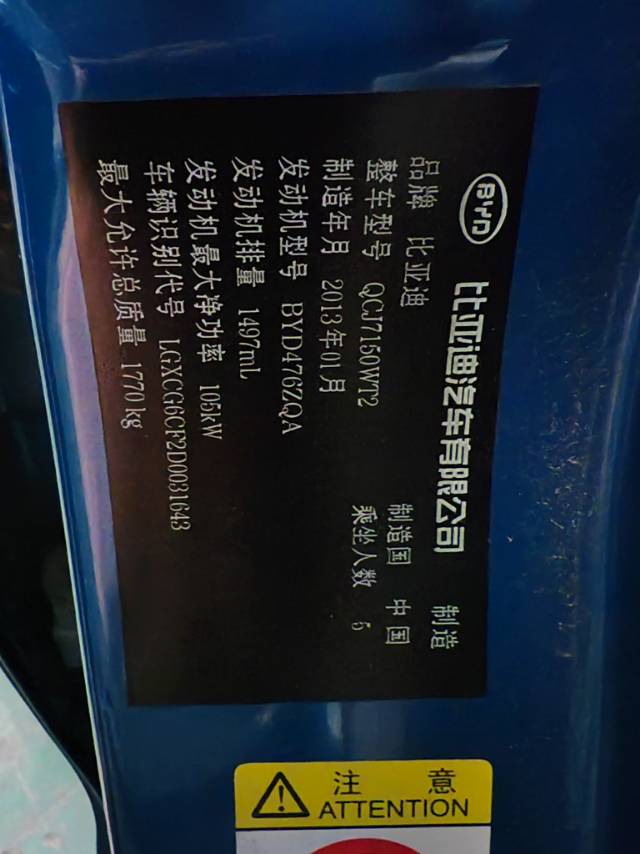 BYD 比亚迪汽车有限公司 制造
品牌 比亚迪 制造国 中国
整车型号 QCJ7150WT2 乘坐人数 5
制造年月 2013年01月
发动机型号 BYD476ZQA
发动机排量 1497mL
发动机最大净功率 105kW
车辆识别代号 LGXCG6CF2D0031643
最大允许总质量 1770kg
注 意
ATTENTION